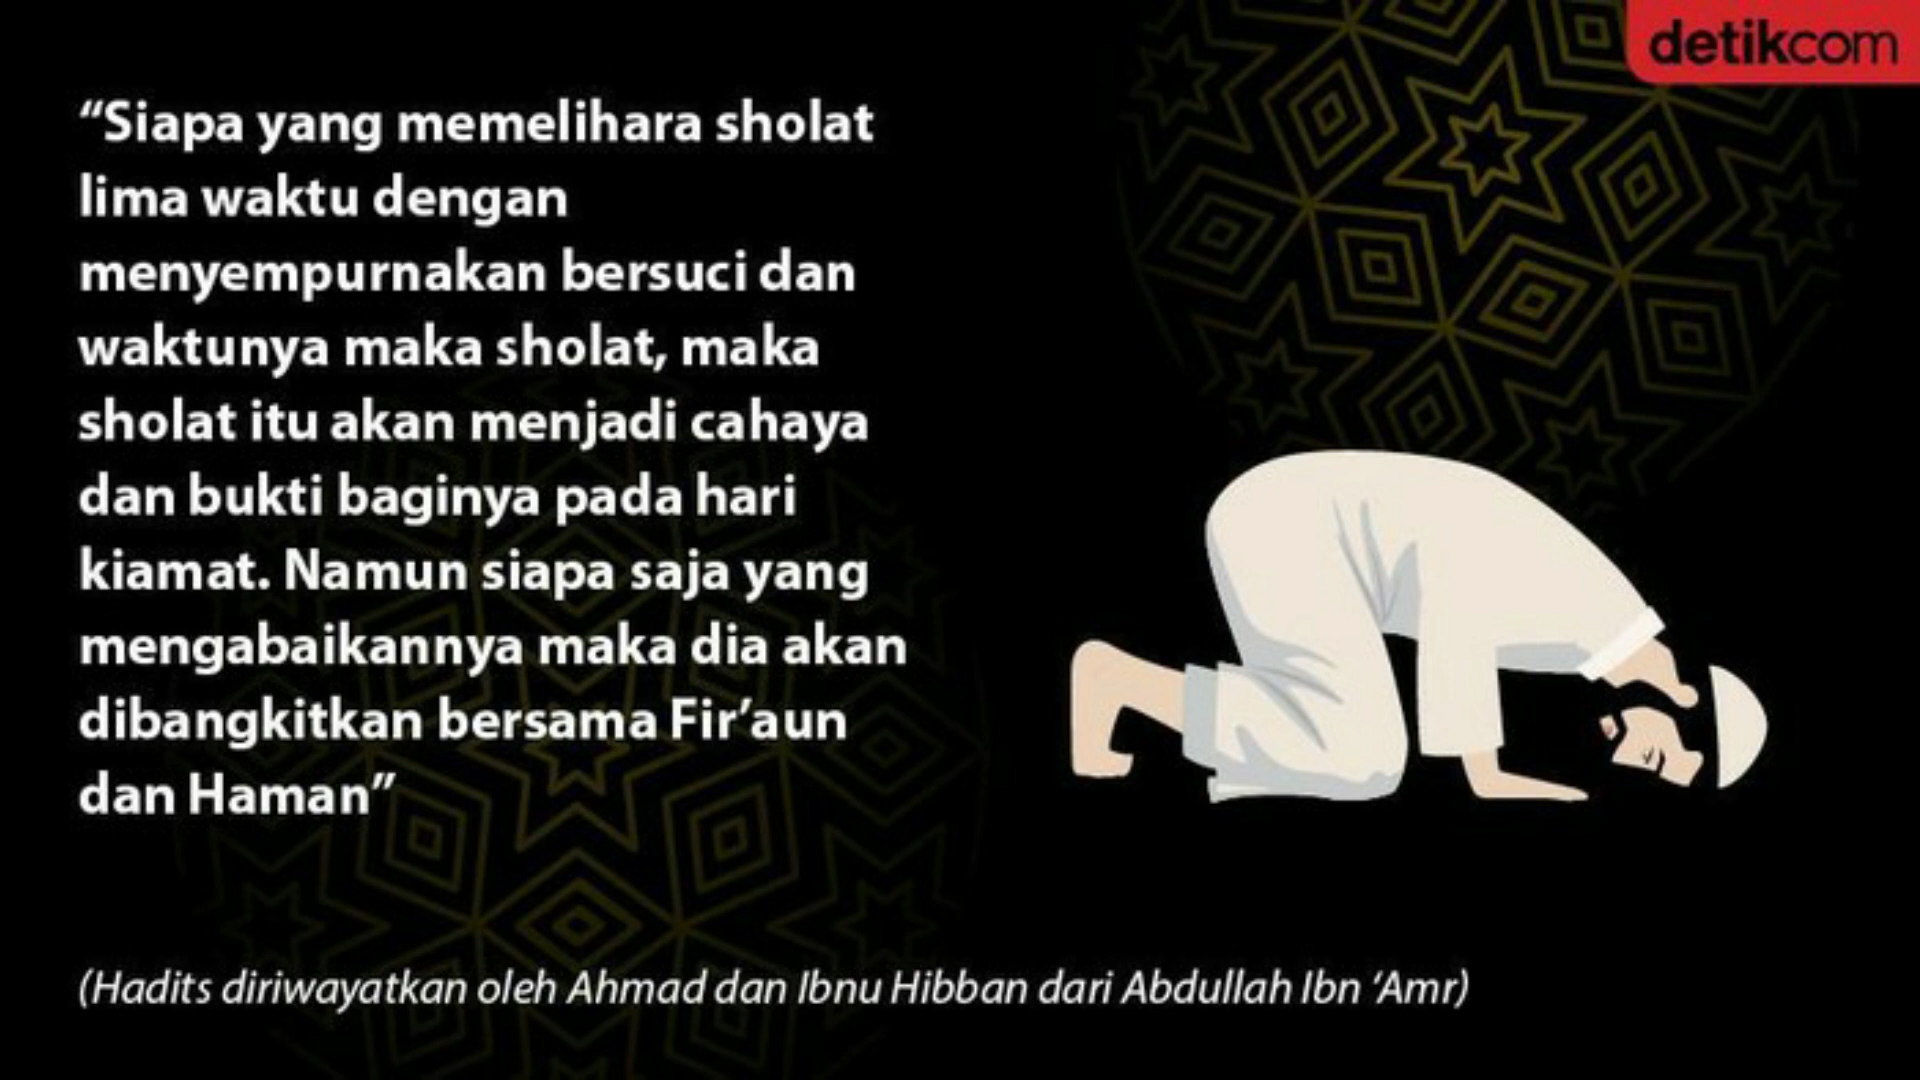 detikcom
“Siapa yang memelihara sholat
lima waktu dengan
menyempurnakan bersuci dan
waktunya maka sholat, maka
sholat itu akan menjadi cahaya
dan bukti baginya pada hari
kiamat. Namun siapa saja yang
mengabaikannya maka dia akan
dibangkitkan bersama Fir’aun
dan Haman”
(Hadits diriwayatkan oleh Ahmad dan Ibnu Hibban dari Abdullah Ibn ‘Amr)